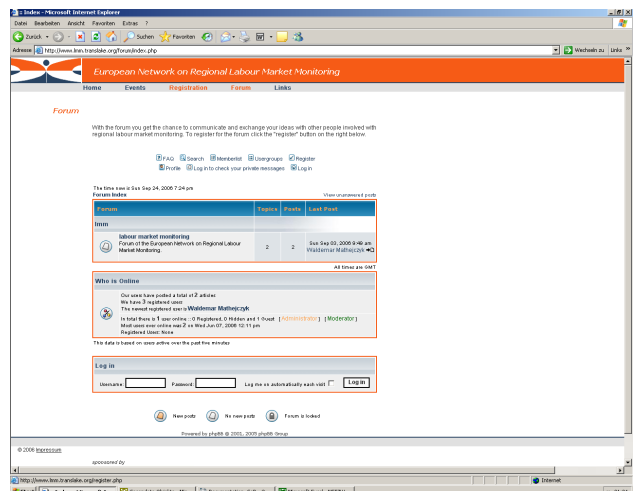 :: Index - Microsoft Internet Explorer
Datei Bearbeiten Ansicht Favoriten Extras ?
Zurück Suchen Favoriten
Adresse http://www.lmm.translake.org/forum/index.php Wechseln zu Links »
European Network on Regional Labour Market Monitoring
Home Events Registration Forum Links
Forum
With the forum you get the chance to communicate and exchange your ideas with other people involved with
regional labour market monitoring. To register for the forum click the "register" button on the right below.
FAQ Search Memberlist Usergroups Register
Profile Log in to check your private messages Log in
The time now is Sun Sep 24, 2006 7:24 pm
Forum Index View unanswered posts
Forum Topics Posts Last Post
lmm
labour market monitoring
Forum of the European Network on Regional Labour
Market Monitoring.
2 2
Sun Sep 03, 2006 9:49 am
Waldemar Mathejczyk
All times are GMT
Who is Online
Our users have posted a total of 2 articles
We have 3 registered users
The newest registered user is Waldemar Mathejczyk
In total there is 1 user online :: 0 Registered, 0 Hidden and 1 Guest [ Administrator ] [ Moderator ]
Most users ever online was 2 on Wed Jun 07, 2006 12:11 pm
Registered Users: None
This data is based on users active over the past five minutes
Log in
Username: Password: Log me on automatically each visit Log in
New posts No new posts Forum is locked
Powered by phpBB © 2001, 2005 phpBB Group
© 2006 Impressum
sponsored by
http://www.lmm.translake.org/register.php Internet